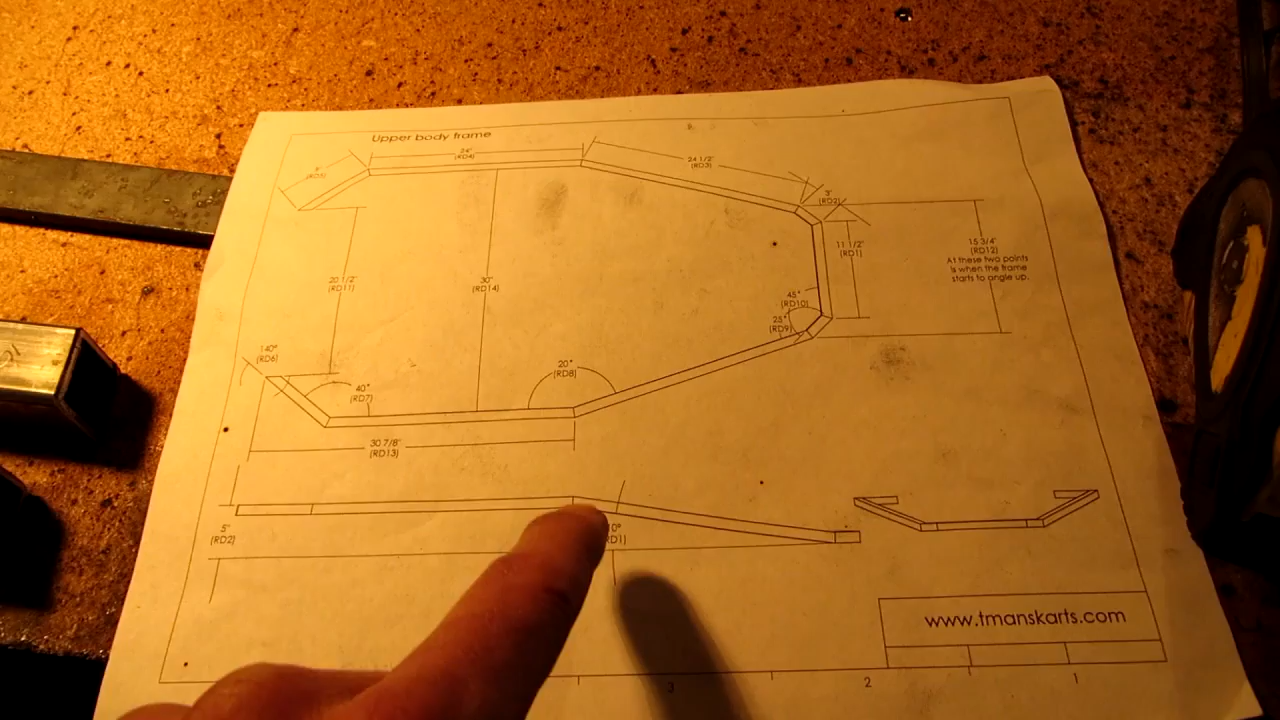 Upper body frame
24"
(RD4)
24 1/2"
(RD3)
(RD5)
3"
(RD2)
11 1/2"
(RD1)
15 3/4"
(RD12)
At these two points
is when the frame
starts to angle up.
20 1/2"
(RD11)
30"
(RD14)
45°
(RD10)
25°
(RD9)
140°
(RD6)
40°
(RD7)
20°
(RD8)
30 7/8"
(RD13)
5"
(RD2)
RD1)
www.tmanskarts.com
3
2
1